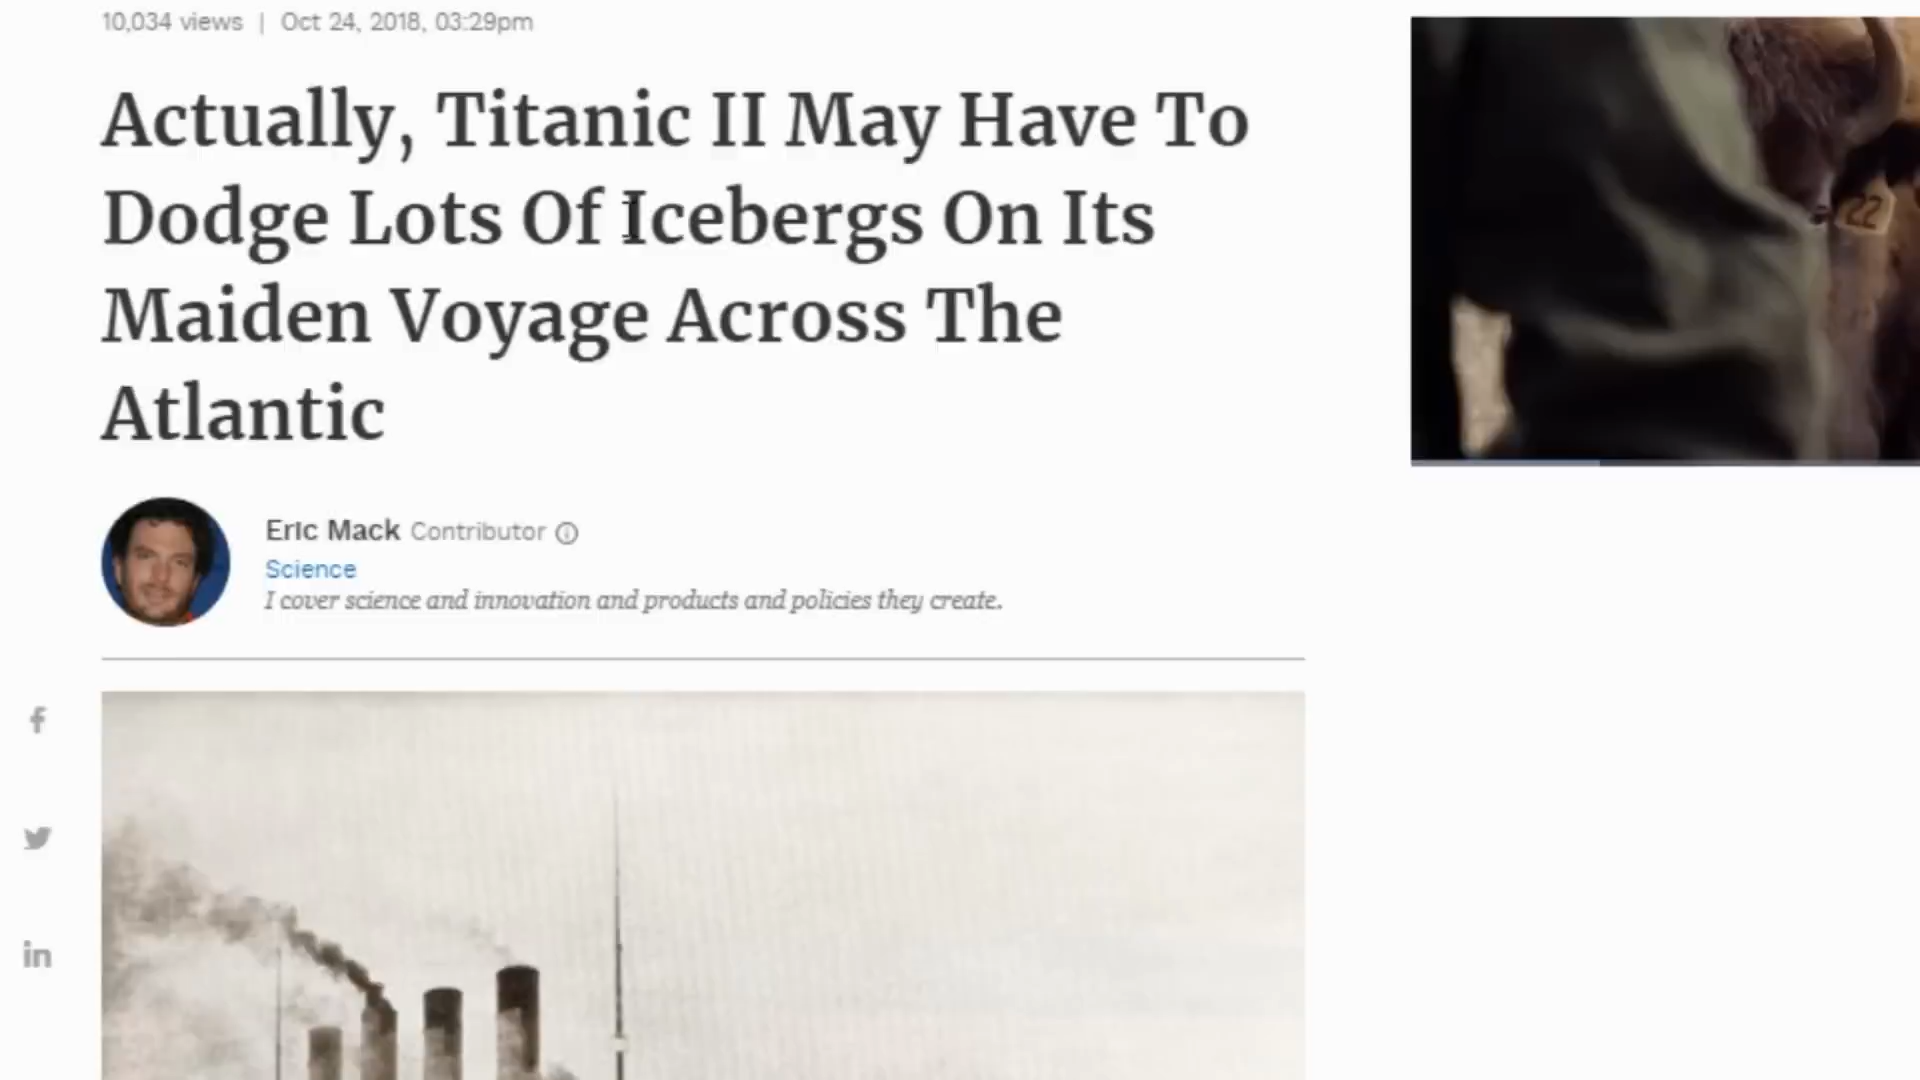 10,034 views | Oct 24, 2018, 03:29pm
Actually, Titanic II May Have To
Dodge Lots Of Icebergs On Its
Maiden Voyage Across The
Atlantic
Eric Mack Contributor
Science
I cover science and innovation and products and policies they create.
22
f
in